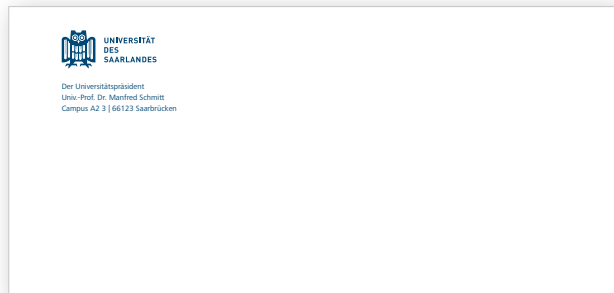 UNIVERSITÄT
DES
SAARLANDES
Der Universitätspräsident
Univ.-Prof. Dr. Manfred Schmitt
Campus A2 3 | 66123 Saarbrücken